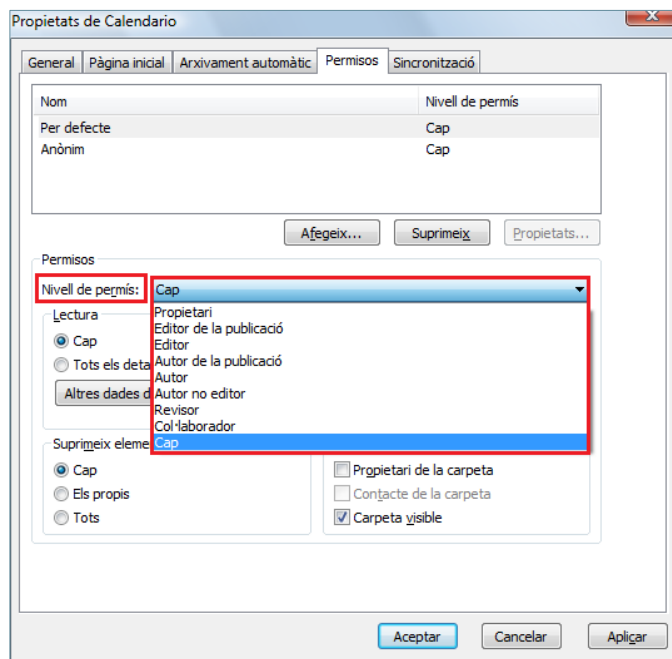 Propietats de Calendario
General Pàgina inicial Arxivament automàtic Permisos Sincronització
Nom Nivell de permís
Per defecte Cap
Anònim Cap
Afegeix... Suprimeix Propietats...
Permisos
Nivell de permís: Cap
Propietari
Editor de la publicació
Editor
Autor de la publicació
Autor
Autor no editor
Revisor
Col·laborador
Cap
Lectura
Cap
Tots els deta
Altres dades d
Suprimeix eleme
Cap
Els propis
Tots
Propietari de la carpeta
Contacte de la carpeta
Carpeta visible
Aceptar Cancelar Aplicar